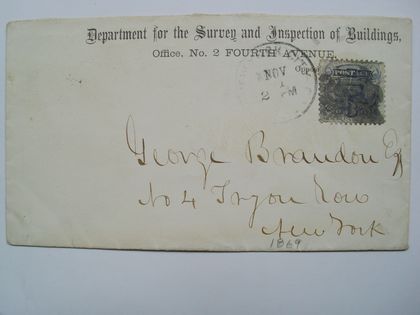 Department for the Survey and Inspection of Buildings,
Office, No. 2 FOURTH AVENUE,
NOV
2 PM
POSTAGE
George Brandon Esq
No 4 Tryon Row
New York
1869